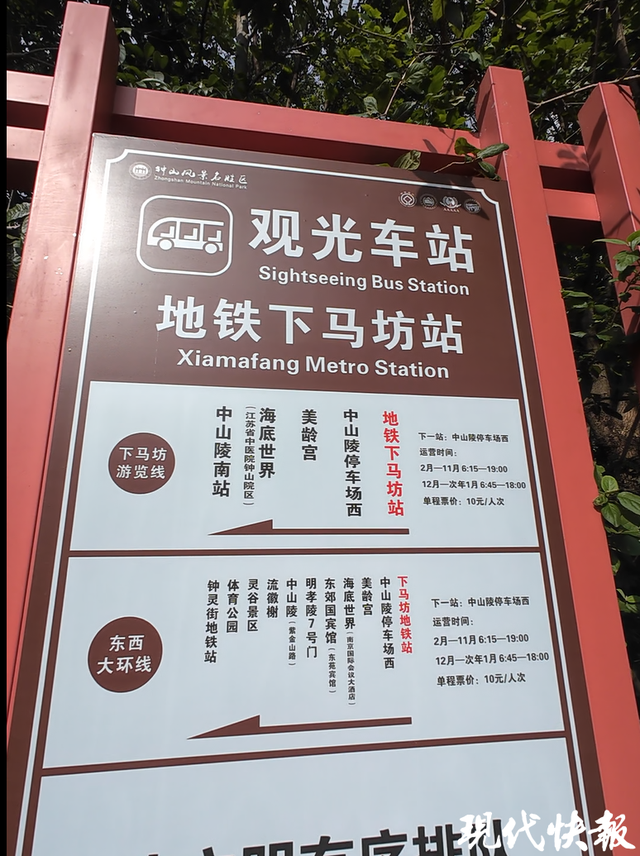 钟山风景名胜区
Zhongshan Mountain National Park
观光车站
Sightseeing Bus Station
地铁下马坊站
Xiamafang Metro Station
下马坊
游览线
地铁下马坊站
中山陵停车场西
美龄宫
海底世界
（江苏省中医院钟山院区）
中山陵南站
下一站：中山陵停车场西
运营时间：
2月—11月 6:15—19:00
12月—次年1月 6:45—18:00
单程票价：10元/人次
东西
大环线
下马坊地铁站
中山陵停车场西
美龄宫
海底世界（南京国际会议大酒店）
东郊国宾馆（东苑宾馆）
明孝陵7号门
中山陵（紫金山路）
流徽榭
灵谷景区
体育公园
钟灵街地铁站
下一站：中山陵停车场西
运营时间：
2月—11月 6:15—19:00
12月—次年1月 6:45—18:00
单程票价：10元/人次
现代快报